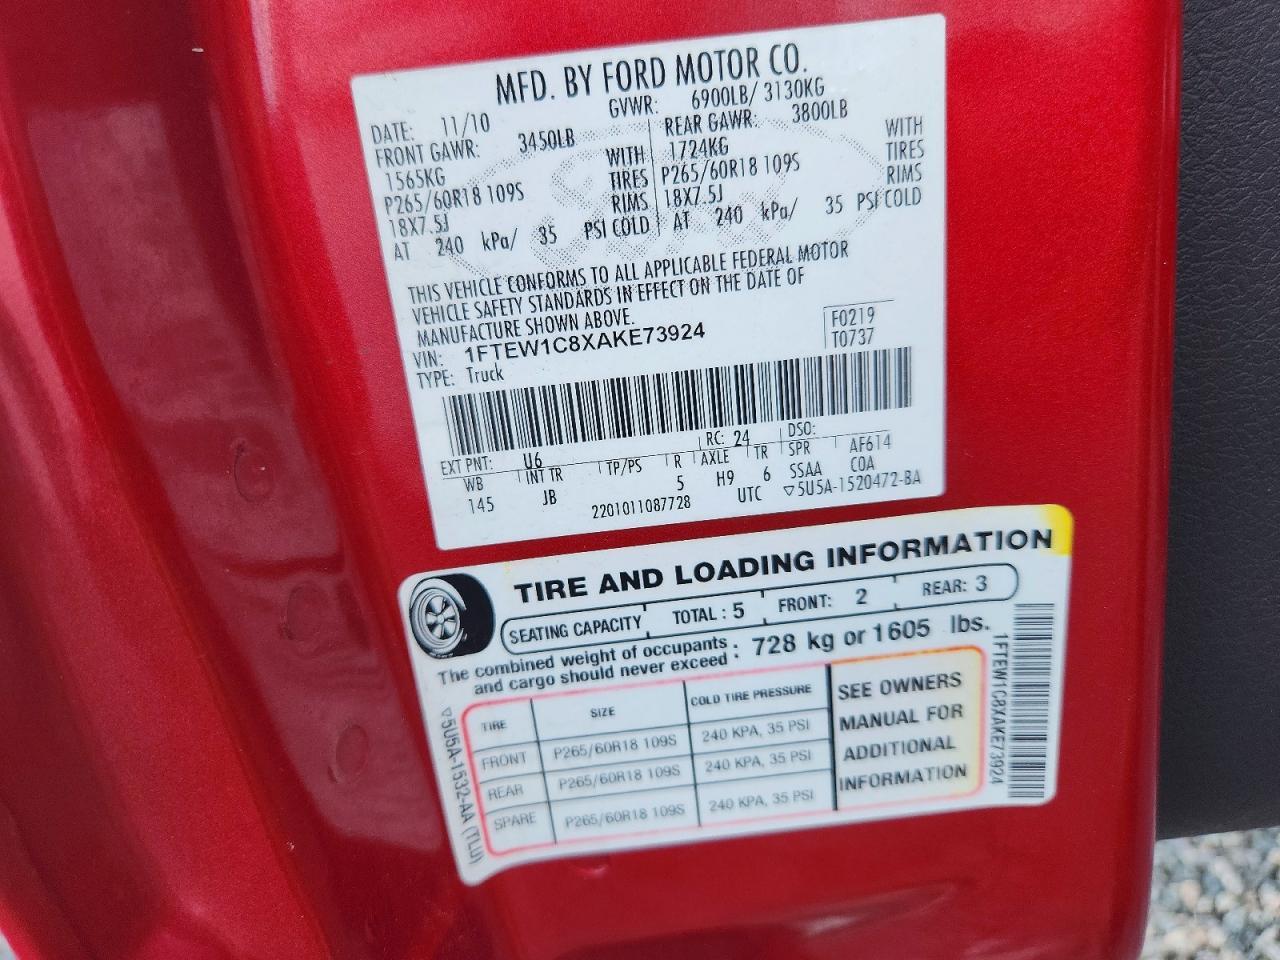 MFD. BY FORD MOTOR CO.
DATE: 11/10 GVWR: 6900LB/ 3130KG
FRONT GAWR: 3450LB REAR GAWR: 3800LB
1565KG WITH 1724KG WITH
P265/60R18 109S TIRES P265/60R18 109S TIRES
18X7.5J RIMS 18X7.5J RIMS
AT 240 kPa/ 35 PSI COLD AT 240 kPa/ 35 PSI COLD
THIS VEHICLE CONFORMS TO ALL APPLICABLE FEDERAL MOTOR
VEHICLE SAFETY STANDARDS IN EFFECT ON THE DATE OF
MANUFACTURE SHOWN ABOVE.
VIN: 1FTEW1C8XAKE73924 F0219
TYPE: Truck T0737
EXT PNT: U6 RC: 24 DSO:
WB INT TR TP/PS R AXLE TR SPR AF614
145 JB 5 H9 6 SSAA COA
2201011087728 UTC ▽5U5A-1520472-BA
TIRE AND LOADING INFORMATION
SEATING CAPACITY TOTAL : 5 FRONT: 2 REAR: 3
The combined weight of occupants
and cargo should never exceed : 728 kg or 1605 lbs.
TIRE SIZE COLD TIRE PRESSURE
FRONT P265/60R18 109S 240 KPA, 35 PSI
REAR P265/60R18 109S 240 KPA, 35 PSI
SPARE P265/60R18 109S 240 KPA, 35 PSI
SEE OWNERS
MANUAL FOR
ADDITIONAL
INFORMATION
1FTEW1C8XAKE73924
▽5U5A-1532-AA (TLU)